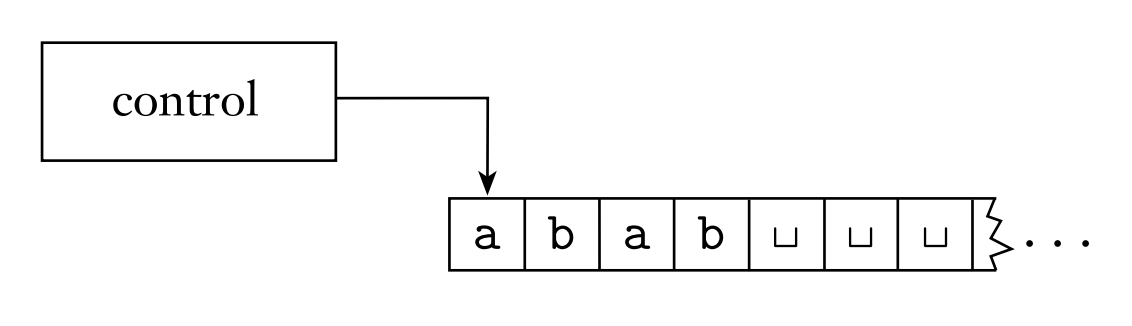 control
a b a b ␣ ␣ ␣ ...